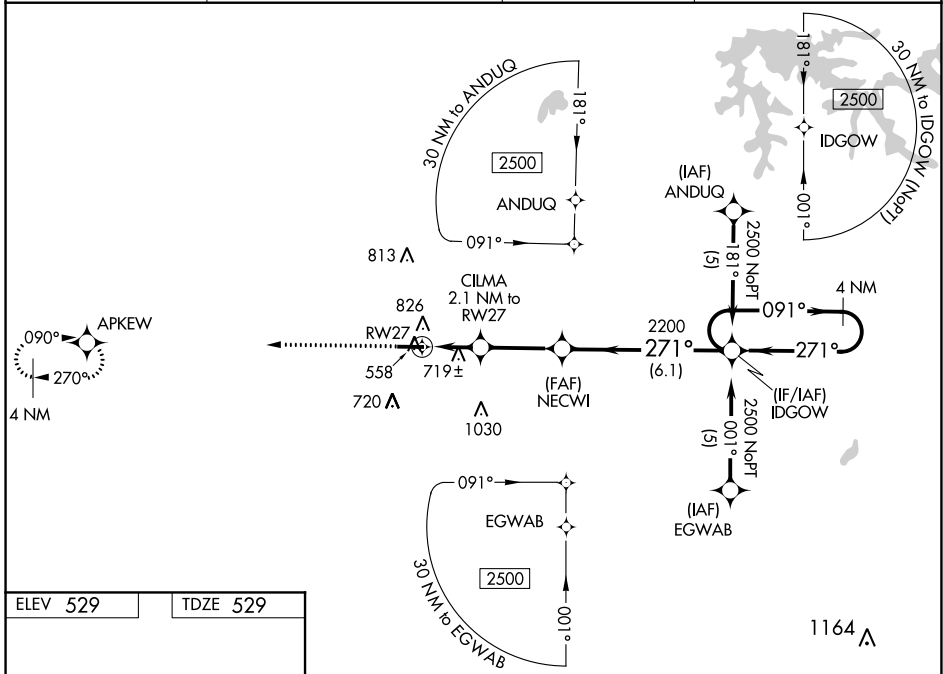 30 NM to ANDUQ
181°
2500
ANDUQ
091°
181°
30 NM to IDGOW (NoPT)
2500
IDGOW
001°
(IAF)
ANDUQ
2500 NoPT
181°
(5)
813
CILMA
2.1 NM to
RW27
826
RW27
558
719±
720
1030
090°
APKEW
270°
4 NM
(FAF)
NECWI
2200
271°
(6.1)
091°
4 NM
271°
(IF/IAF)
IDGOW
2500 NoPT
001°
(5)
(IAF)
EGWAB
091°
EGWAB
2500
001°
30 NM to EGWAB
1164
ELEV 529
TDZE 529